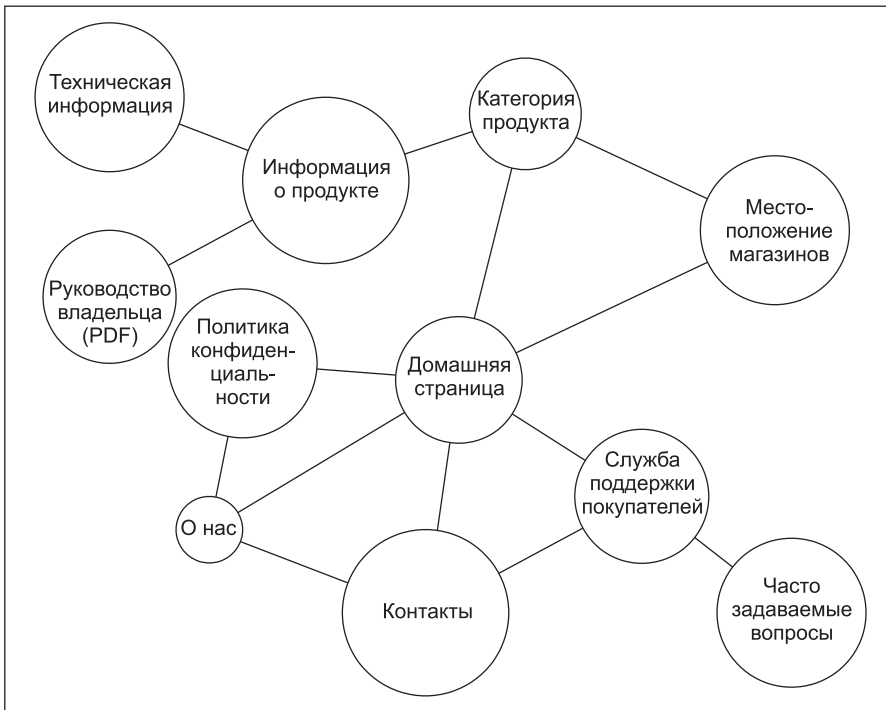 Техническая
информация
Категория
продукта
Информация
о продукте
Место-
положение
магазинов
Руководство
владельца
(PDF)
Политика
конфиден-
циаль-
ности
Домашняя
страница
Служба
поддержки
покупателей
О нас
Контакты
Часто
задаваемые
вопросы